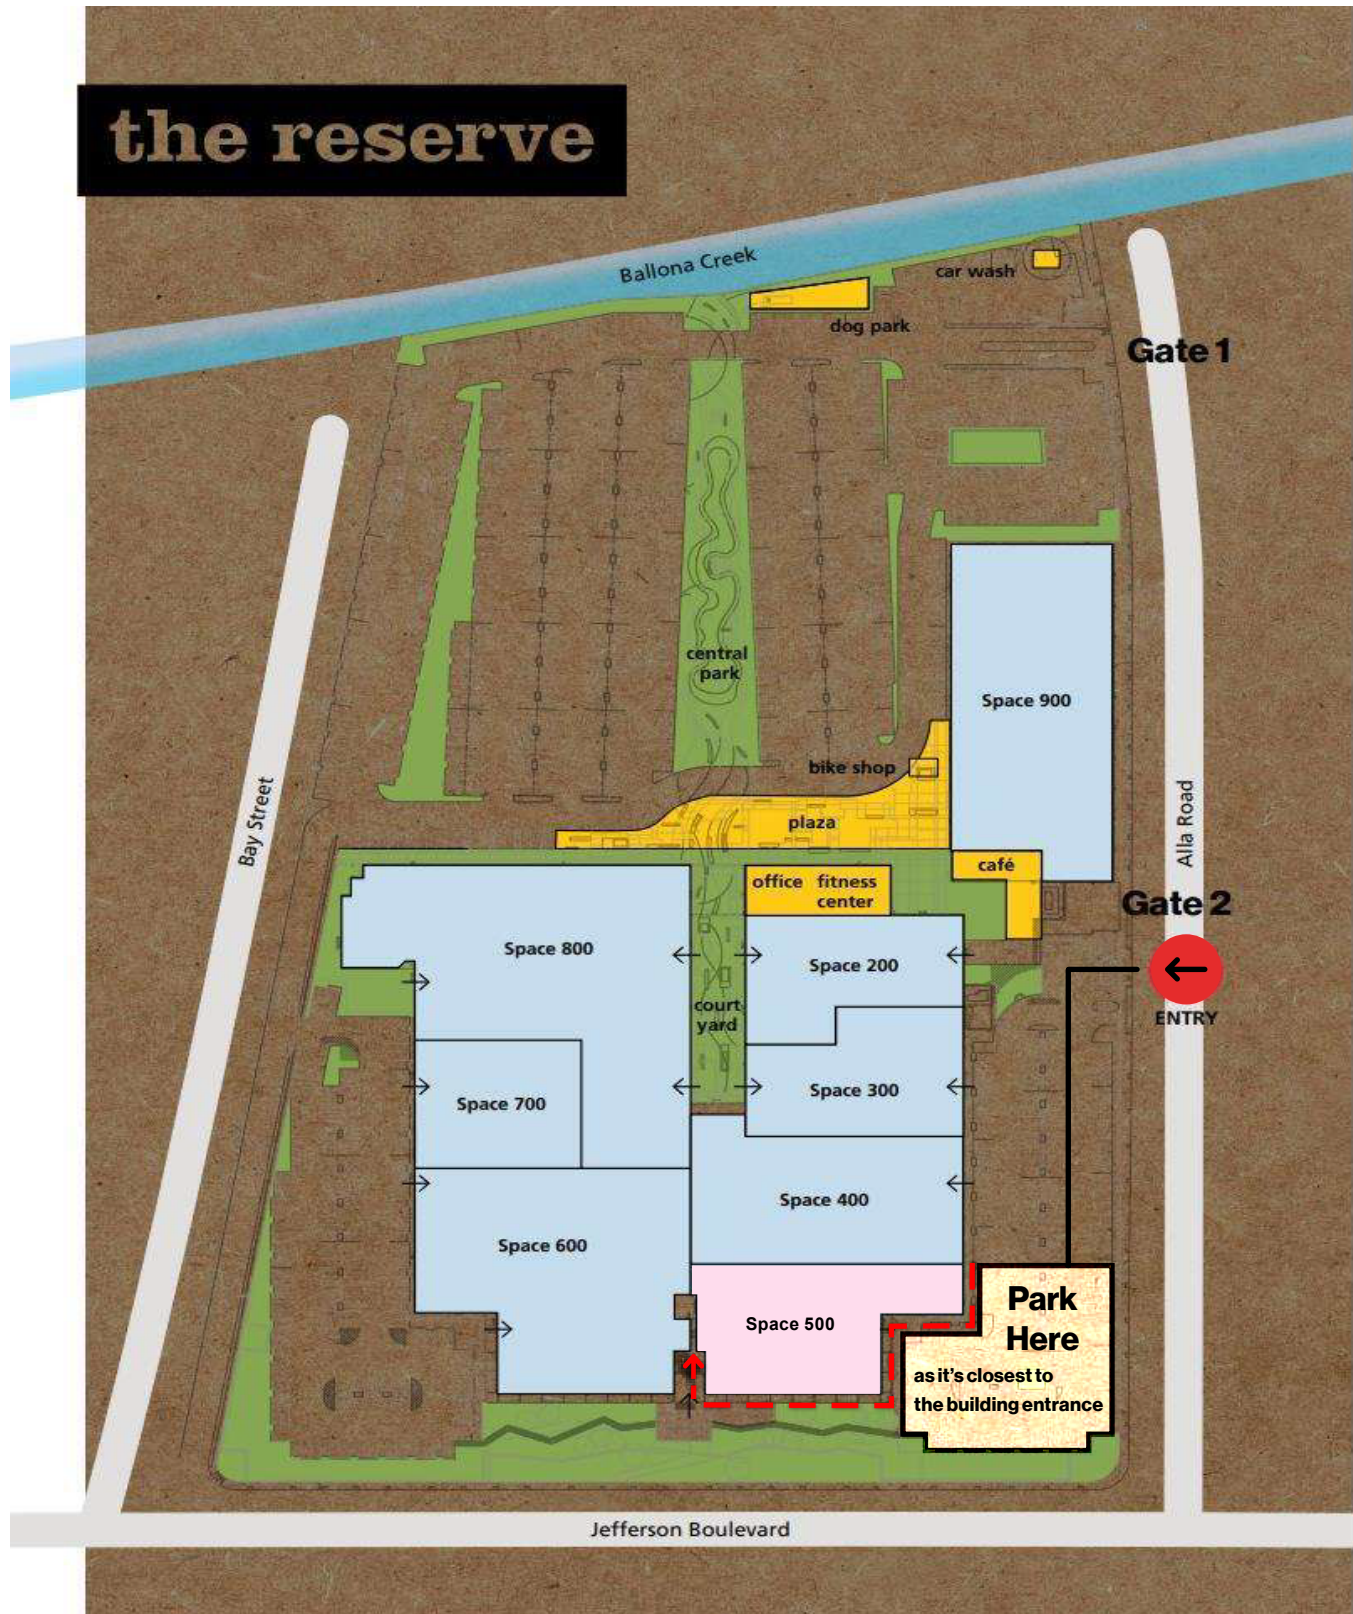 the reserve
Ballona Creek
car wash
dog park
Gate 1
central
park
Space 900
bike shop
Bay Street
plaza
Alla Road
café
office fitness
center
Gate 2
Space 800
Space 200
court
yard
ENTRY
Space 300
Space 700
Space 400
Space 600
Park
Here
Space 500
as it's closest to
the building entrance
Jefferson Boulevard